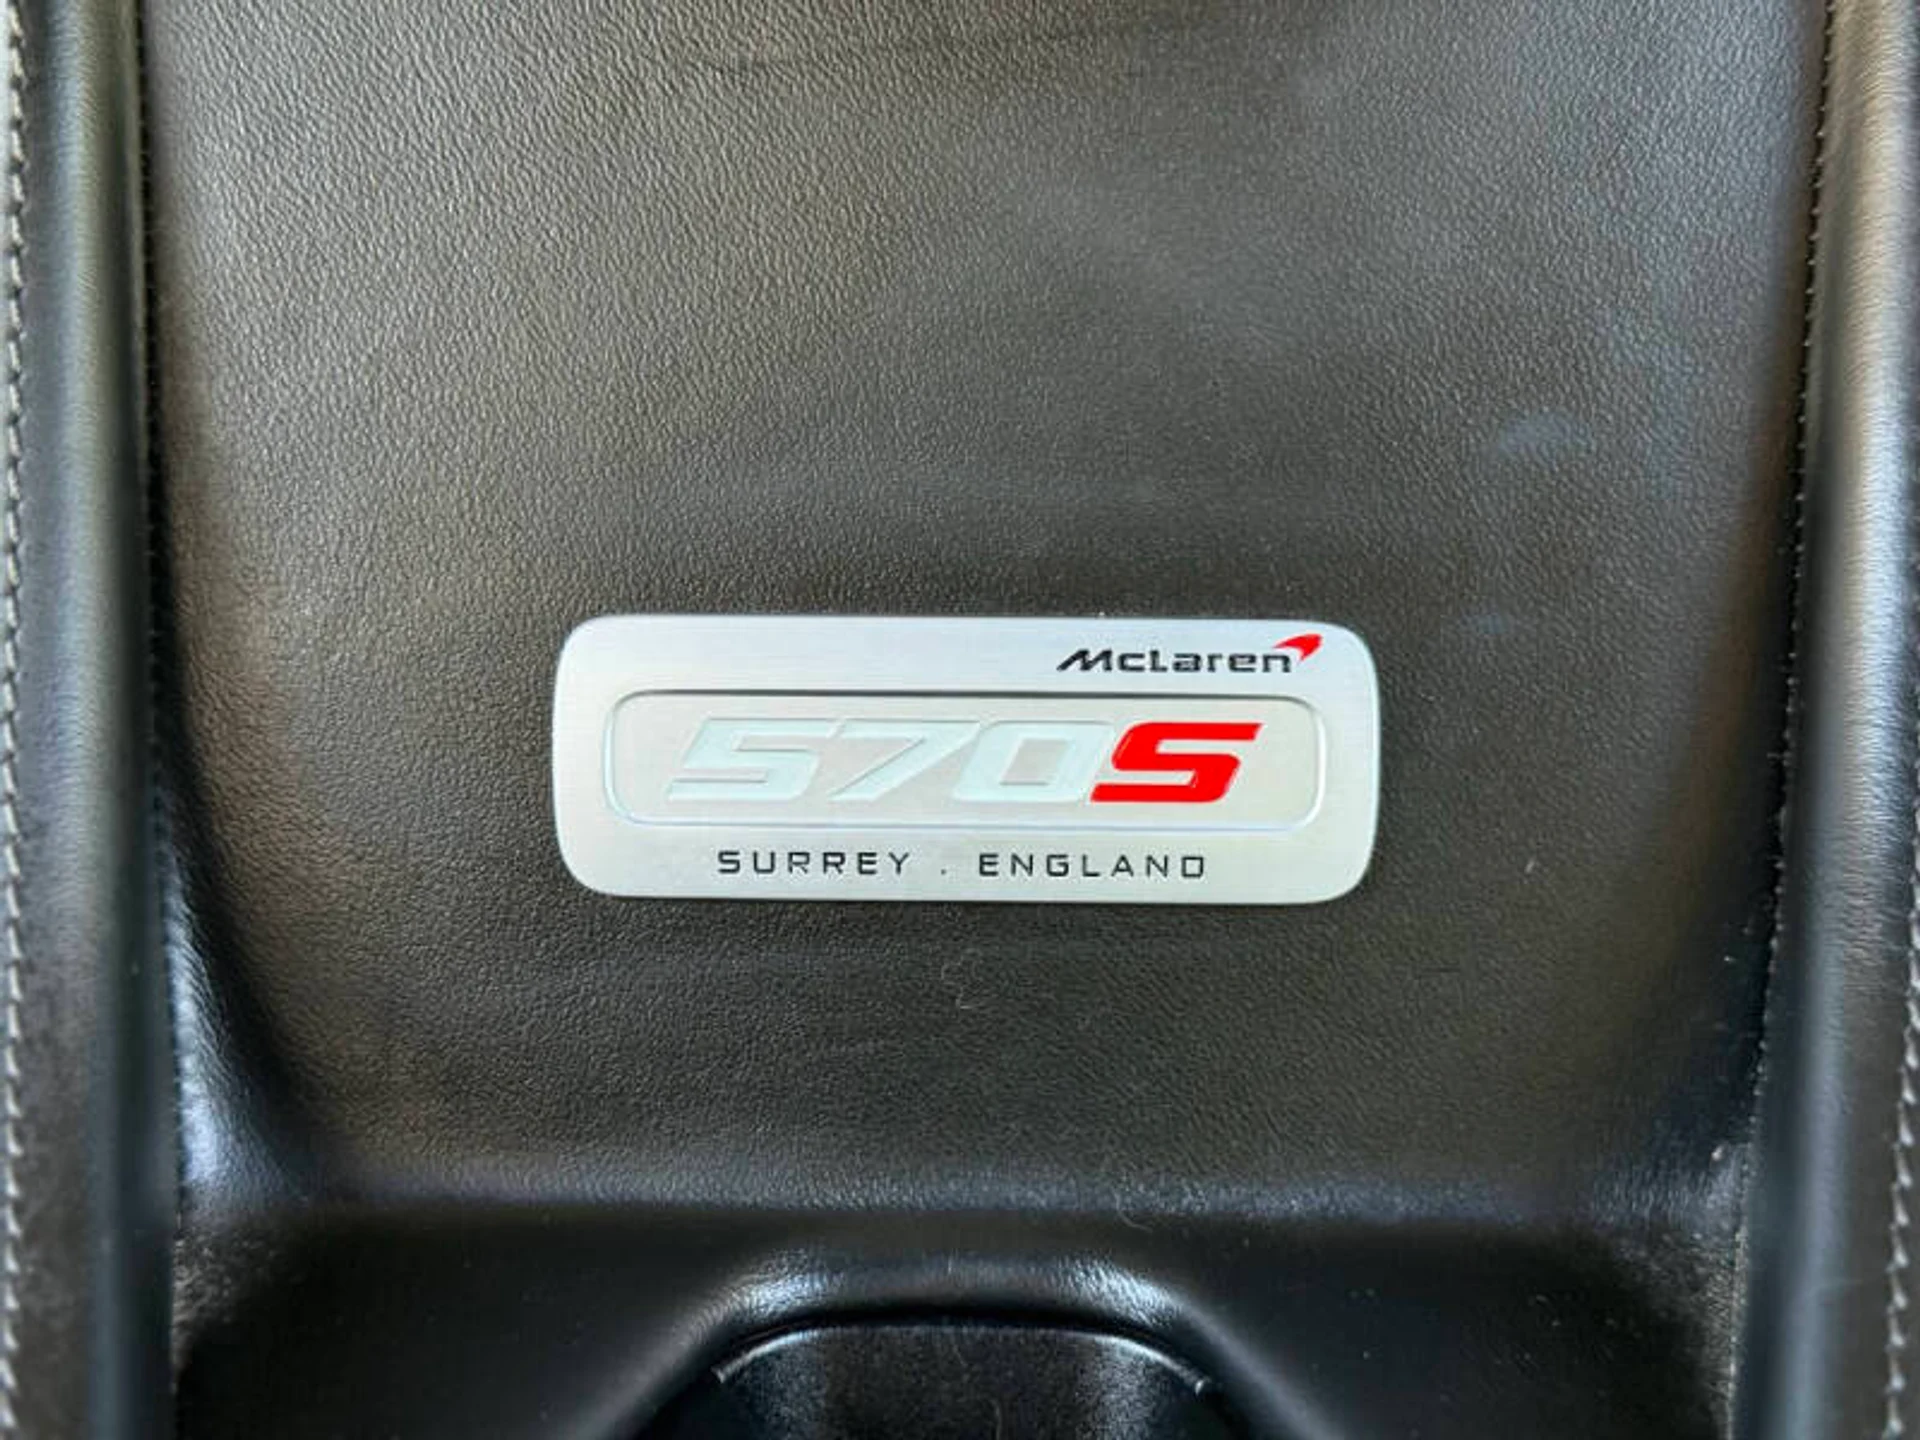 McLaren
570S
SURREY . ENGLAND